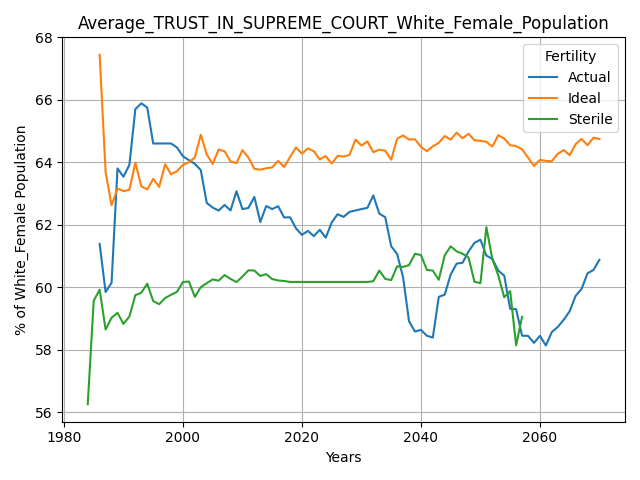 Average_TRUST_IN_SUPREME_COURT_White_Female_Population
68
66
64
62
60
58
56
% of White_Female Population
Fertility
Actual
Ideal
Sterile
1980
2000
2020
2040
2060
Years